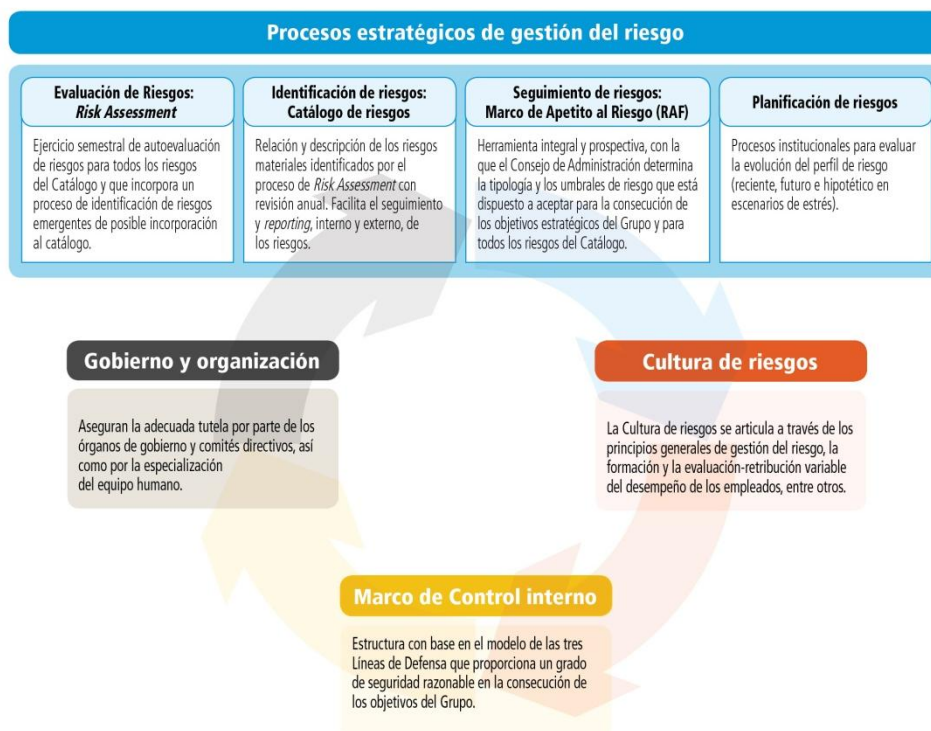 Procesos estratégicos de gestión del riesgo
Evaluación de Riesgos:
Risk Assessment
Ejercicio semestral de autoevaluación
de riesgos para todos los riesgos
del Catálogo y que incorpora un
proceso de identificación de riesgos
emergentes de posible incorporación
al catálogo.
Identificación de riesgos:
Catálogo de riesgos
Relación y descripción de los riesgos
materiales identificados por el
proceso de Risk Assessment con
revisión anual. Facilita el seguimiento
y reporting, interno y externo, de
los riesgos.
Seguimiento de riesgos:
Marco de Apetito al Riesgo (RAF)
Herramienta integral y prospectiva, con la
que el Consejo de Administración determina
la tipología y los umbrales de riesgo que está
dispuesto a aceptar para la consecución de
los objetivos estratégicos del Grupo y para
todos los riesgos del Catálogo.
Planificación de riesgos
Procesos institucionales para evaluar
la evolución del perfil de riesgo
(reciente, futuro e hipotético en
escenarios de estrés).
Gobierno y organización
Aseguran la adecuada tutela por parte de los
órganos de gobierno y comités directivos, así
como por la especialización
del equipo humano.
Cultura de riesgos
La Cultura de riesgos se articula a través de los
principios generales de gestión del riesgo, la
formación y la evaluación-retribución variable
del desempeño de los empleados, entre otros.
Marco de Control interno
Estructura con base en el modelo de las tres
Líneas de Defensa que proporciona un grado
de seguridad razonable en la consecución de
los objetivos del Grupo.